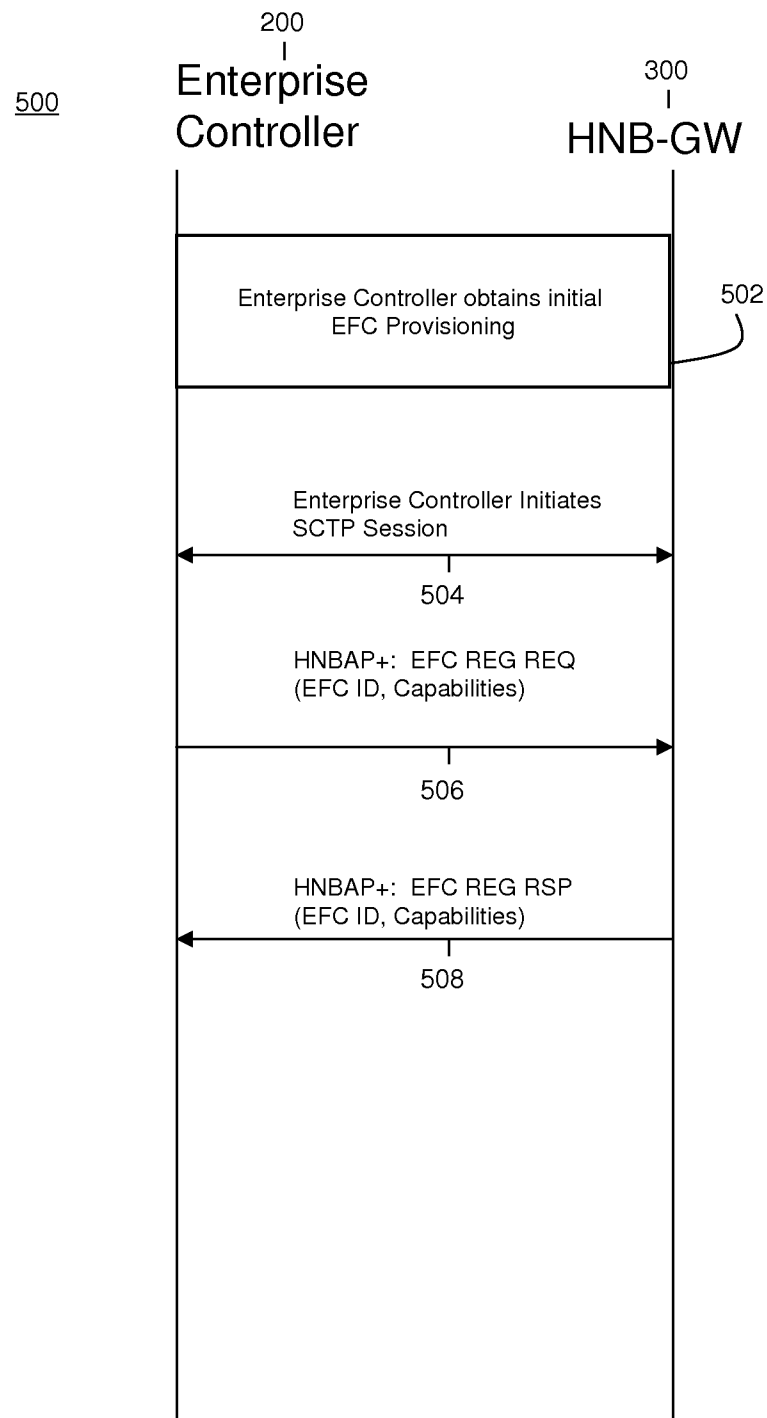 200
Enterprise
Controller
500
300
HNB-GW
Enterprise Controller obtains initial
EFC Provisioning
502
Enterprise Controller Initiates
SCTP Session
504
HNBAP+: EFC REG REQ
(EFC ID, Capabilities)
506
HNBAP+: EFC REG RSP
(EFC ID, Capabilities)
508